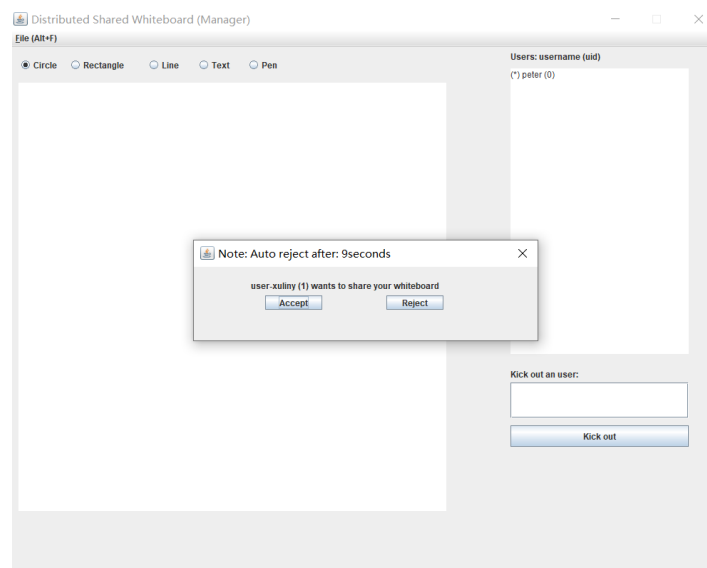 Distributed Shared Whiteboard (Manager)
File (Alt+F)
Circle Rectangle Line Text Pen
Users: username (uid)
(*) peter (0)
Note: Auto reject after: 9seconds
user-xuliny (1) wants to share your whiteboard
Accept Reject
Kick out an user:
Kick out